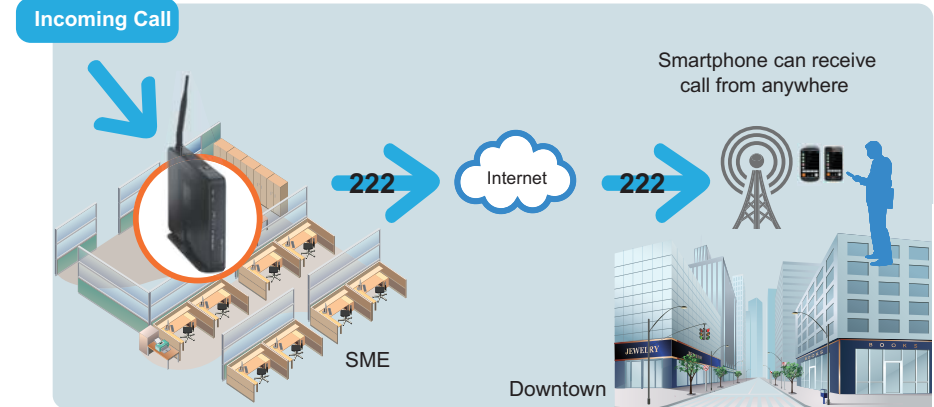 Incoming Call
Smartphone can receive
call from anywhere
222
Internet
222
SME
Downtown
JEWELRY
BOOKS